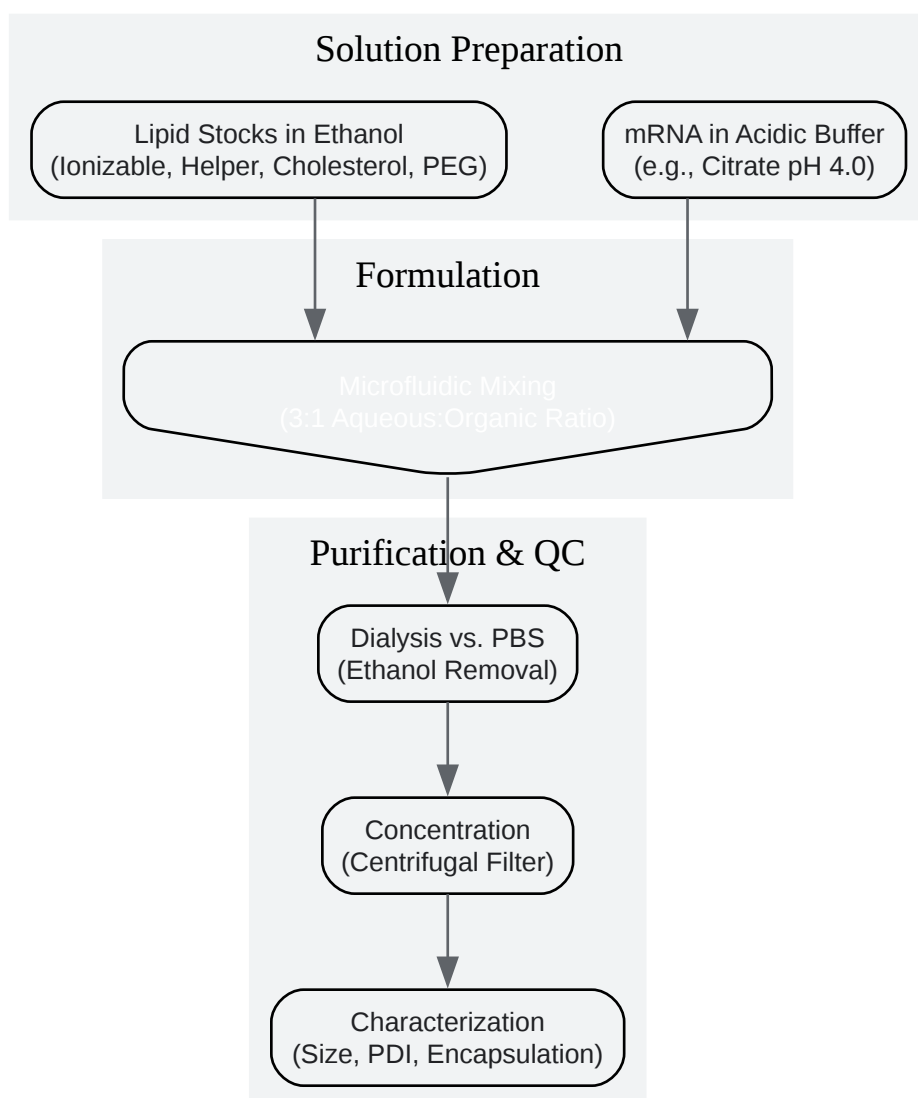 Solution Preparation
Lipid Stocks in Ethanol
(Ionizable, Helper, Cholesterol, PEG)
mRNA in Acidic Buffer
(e.g., Citrate pH 4.0)
Formulation
Microfluidic Mixing
(3:1 Aqueous:Organic Ratio)
Purification & QC
Dialysis vs. PBS
(Ethanol Removal)
Concentration
(Centrifugal Filter)
Characterization
(Size, PDI, Encapsulation)